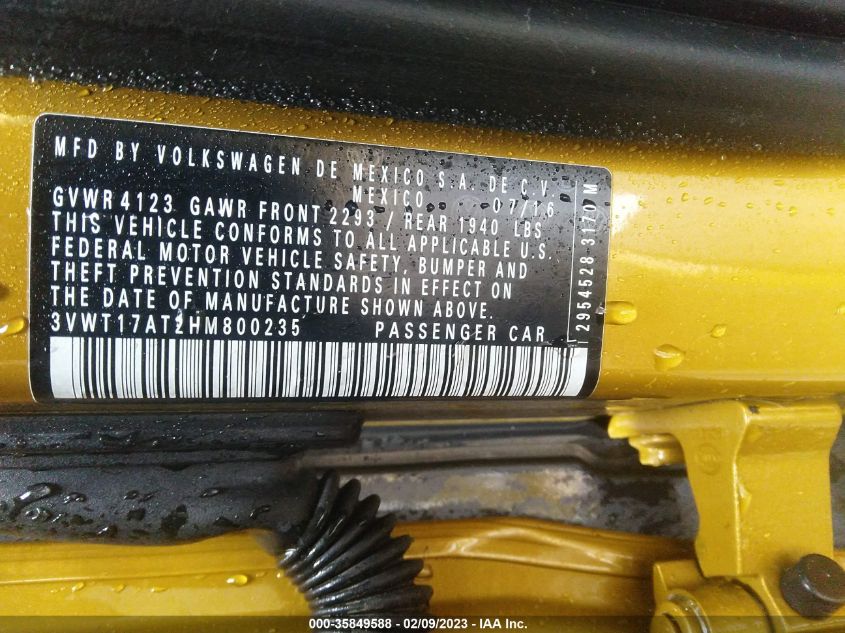 MFD BY VOLKSWAGEN DE MEXICO S.A. DE C.V.
MEXICO 07/16
GVWR 4123 GAWR FRONT 2293 / REAR 1940 LBS
THIS VEHICLE CONFORMS TO ALL APPLICABLE U.S.
FEDERAL MOTOR VEHICLE SAFETY, BUMPER AND
THEFT PREVENTION STANDARDS IN EFFECT ON
THE DATE OF MANUFACTURE SHOWN ABOVE.
3VWT17AT2HM800235 PASSENGER CAR
2954528-3170 M
000-35849588 - 02/09/2023 - IAA Inc.